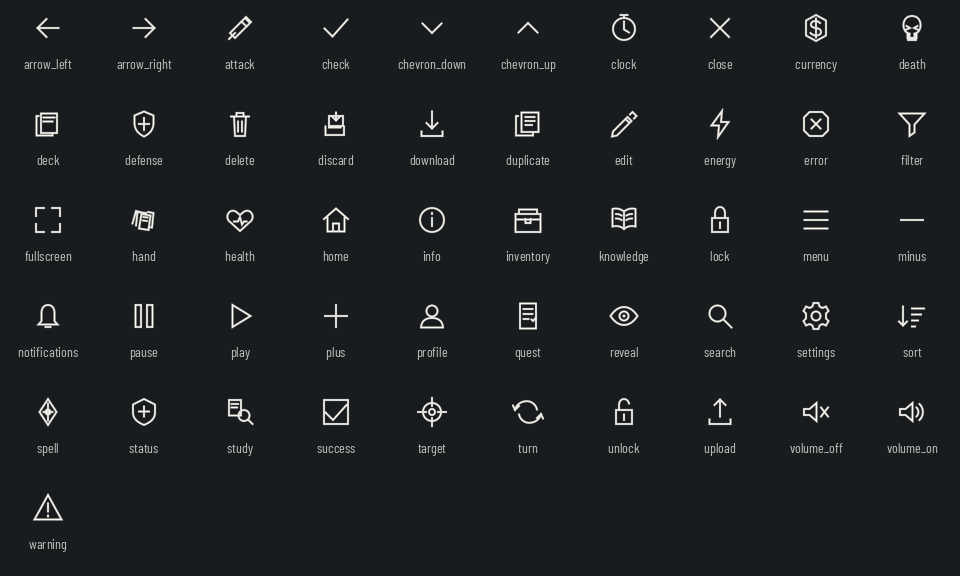 arrow_left arrow_right attack check chevron_down chevron_up clock close currency death
deck defense delete discard download duplicate edit energy error filter
fullscreen hand health home info inventory knowledge lock menu minus
notifications pause play plus profile quest reveal search settings sort
spell status study success target turn unlock upload volume_off volume_on
warning